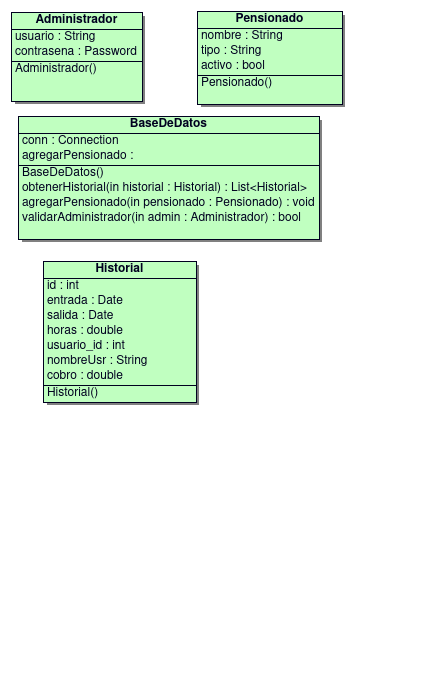 Administrador
usuario : String
contrasena : Password
Administrador()
Pensionado
nombre : String
tipo : String
activo : bool
Pensionado()
BaseDeDatos
conn : Connection
agregarPensionado :
BaseDeDatos()
obtenerHistorial(in historial : Historial) : List<Historial>
agregarPensionado(in pensionado : Pensionado) : void
validarAdministrador(in admin : Administrador) : bool
Historial
id : int
entrada : Date
salida : Date
horas : double
usuario_id : int
nombreUsr : String
cobro : double
Historial()